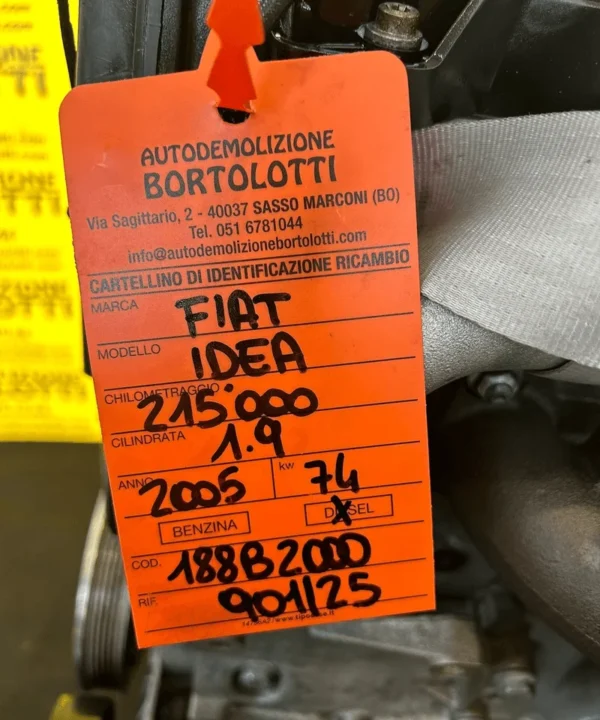 AUTODEMOLIZIONE
BORTOLOTTI
Via Sagittario, 2 - 40037 SASSO MARCONI (BO)
Tel. 051 6781044
info@autodemolizionebortolotti.com
CARTELLINO DI IDENTIFICAZIONE RICAMBIO
MARCA FIAT
MODELLO IDEA
CHILOMETRAGGIO 215'000
CILINDRATA 1.9
ANNO 2005 kw 74
BENZINA DIESEL X
COD. 188B2000
RIF. 901/25